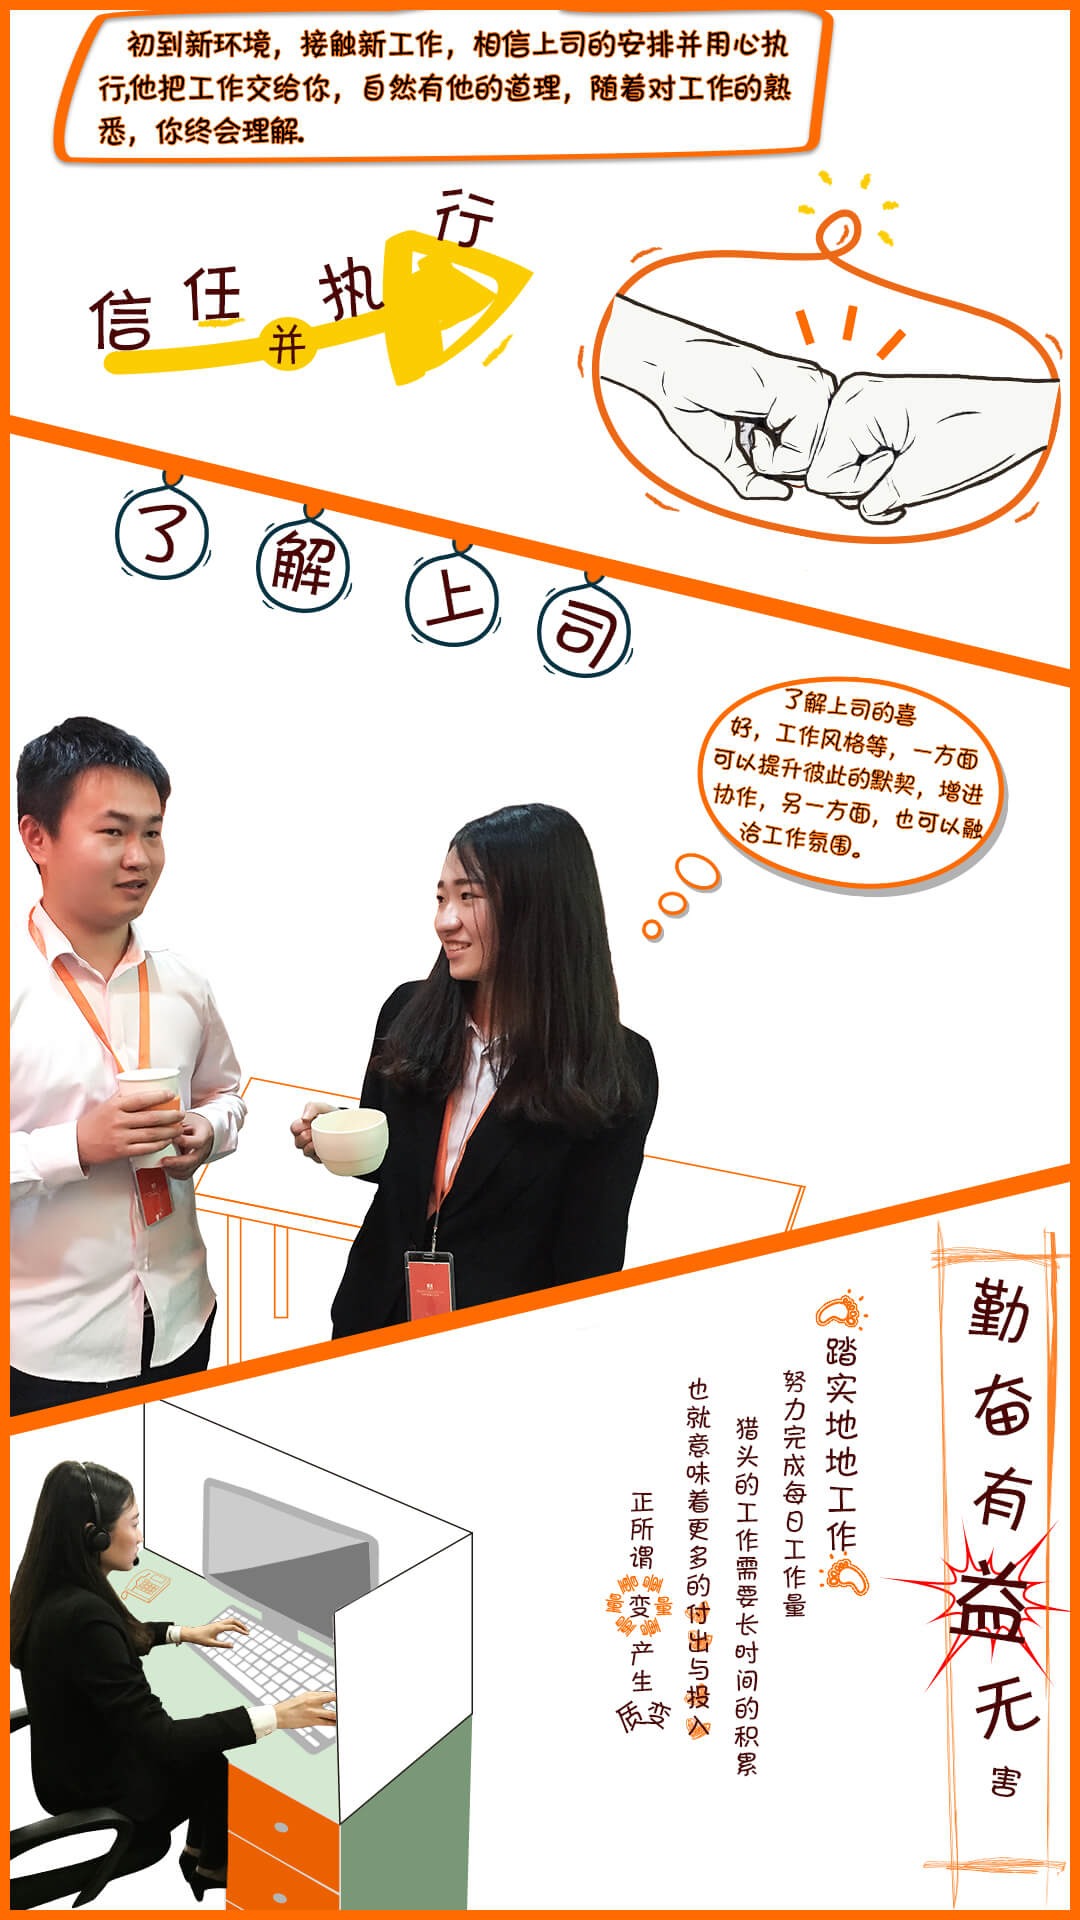 初到新环境，接触新工作，相信上司的安排并用心执
行,他把工作交给你，自然有他的道理，随着对工作的熟
悉，你终会理解.
信任并执行
了解上司
了解上司的喜
好，工作风格等，一方面
可以提升彼此的默契，增进
协作，另一方面，也可以融
洽工作氛围。
勤奋有益无害
踏实地地工作
努力完成每日工作量
猎头的工作需要长时间的积累
也就意味着更多的付出与投入
正所谓量变产生质变